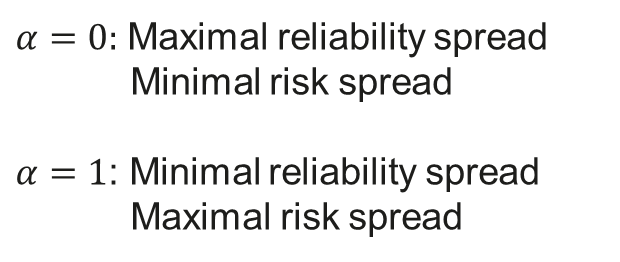 α = 0: Maximal reliability spread
Minimal risk spread
α = 1: Minimal reliability spread
Maximal risk spread